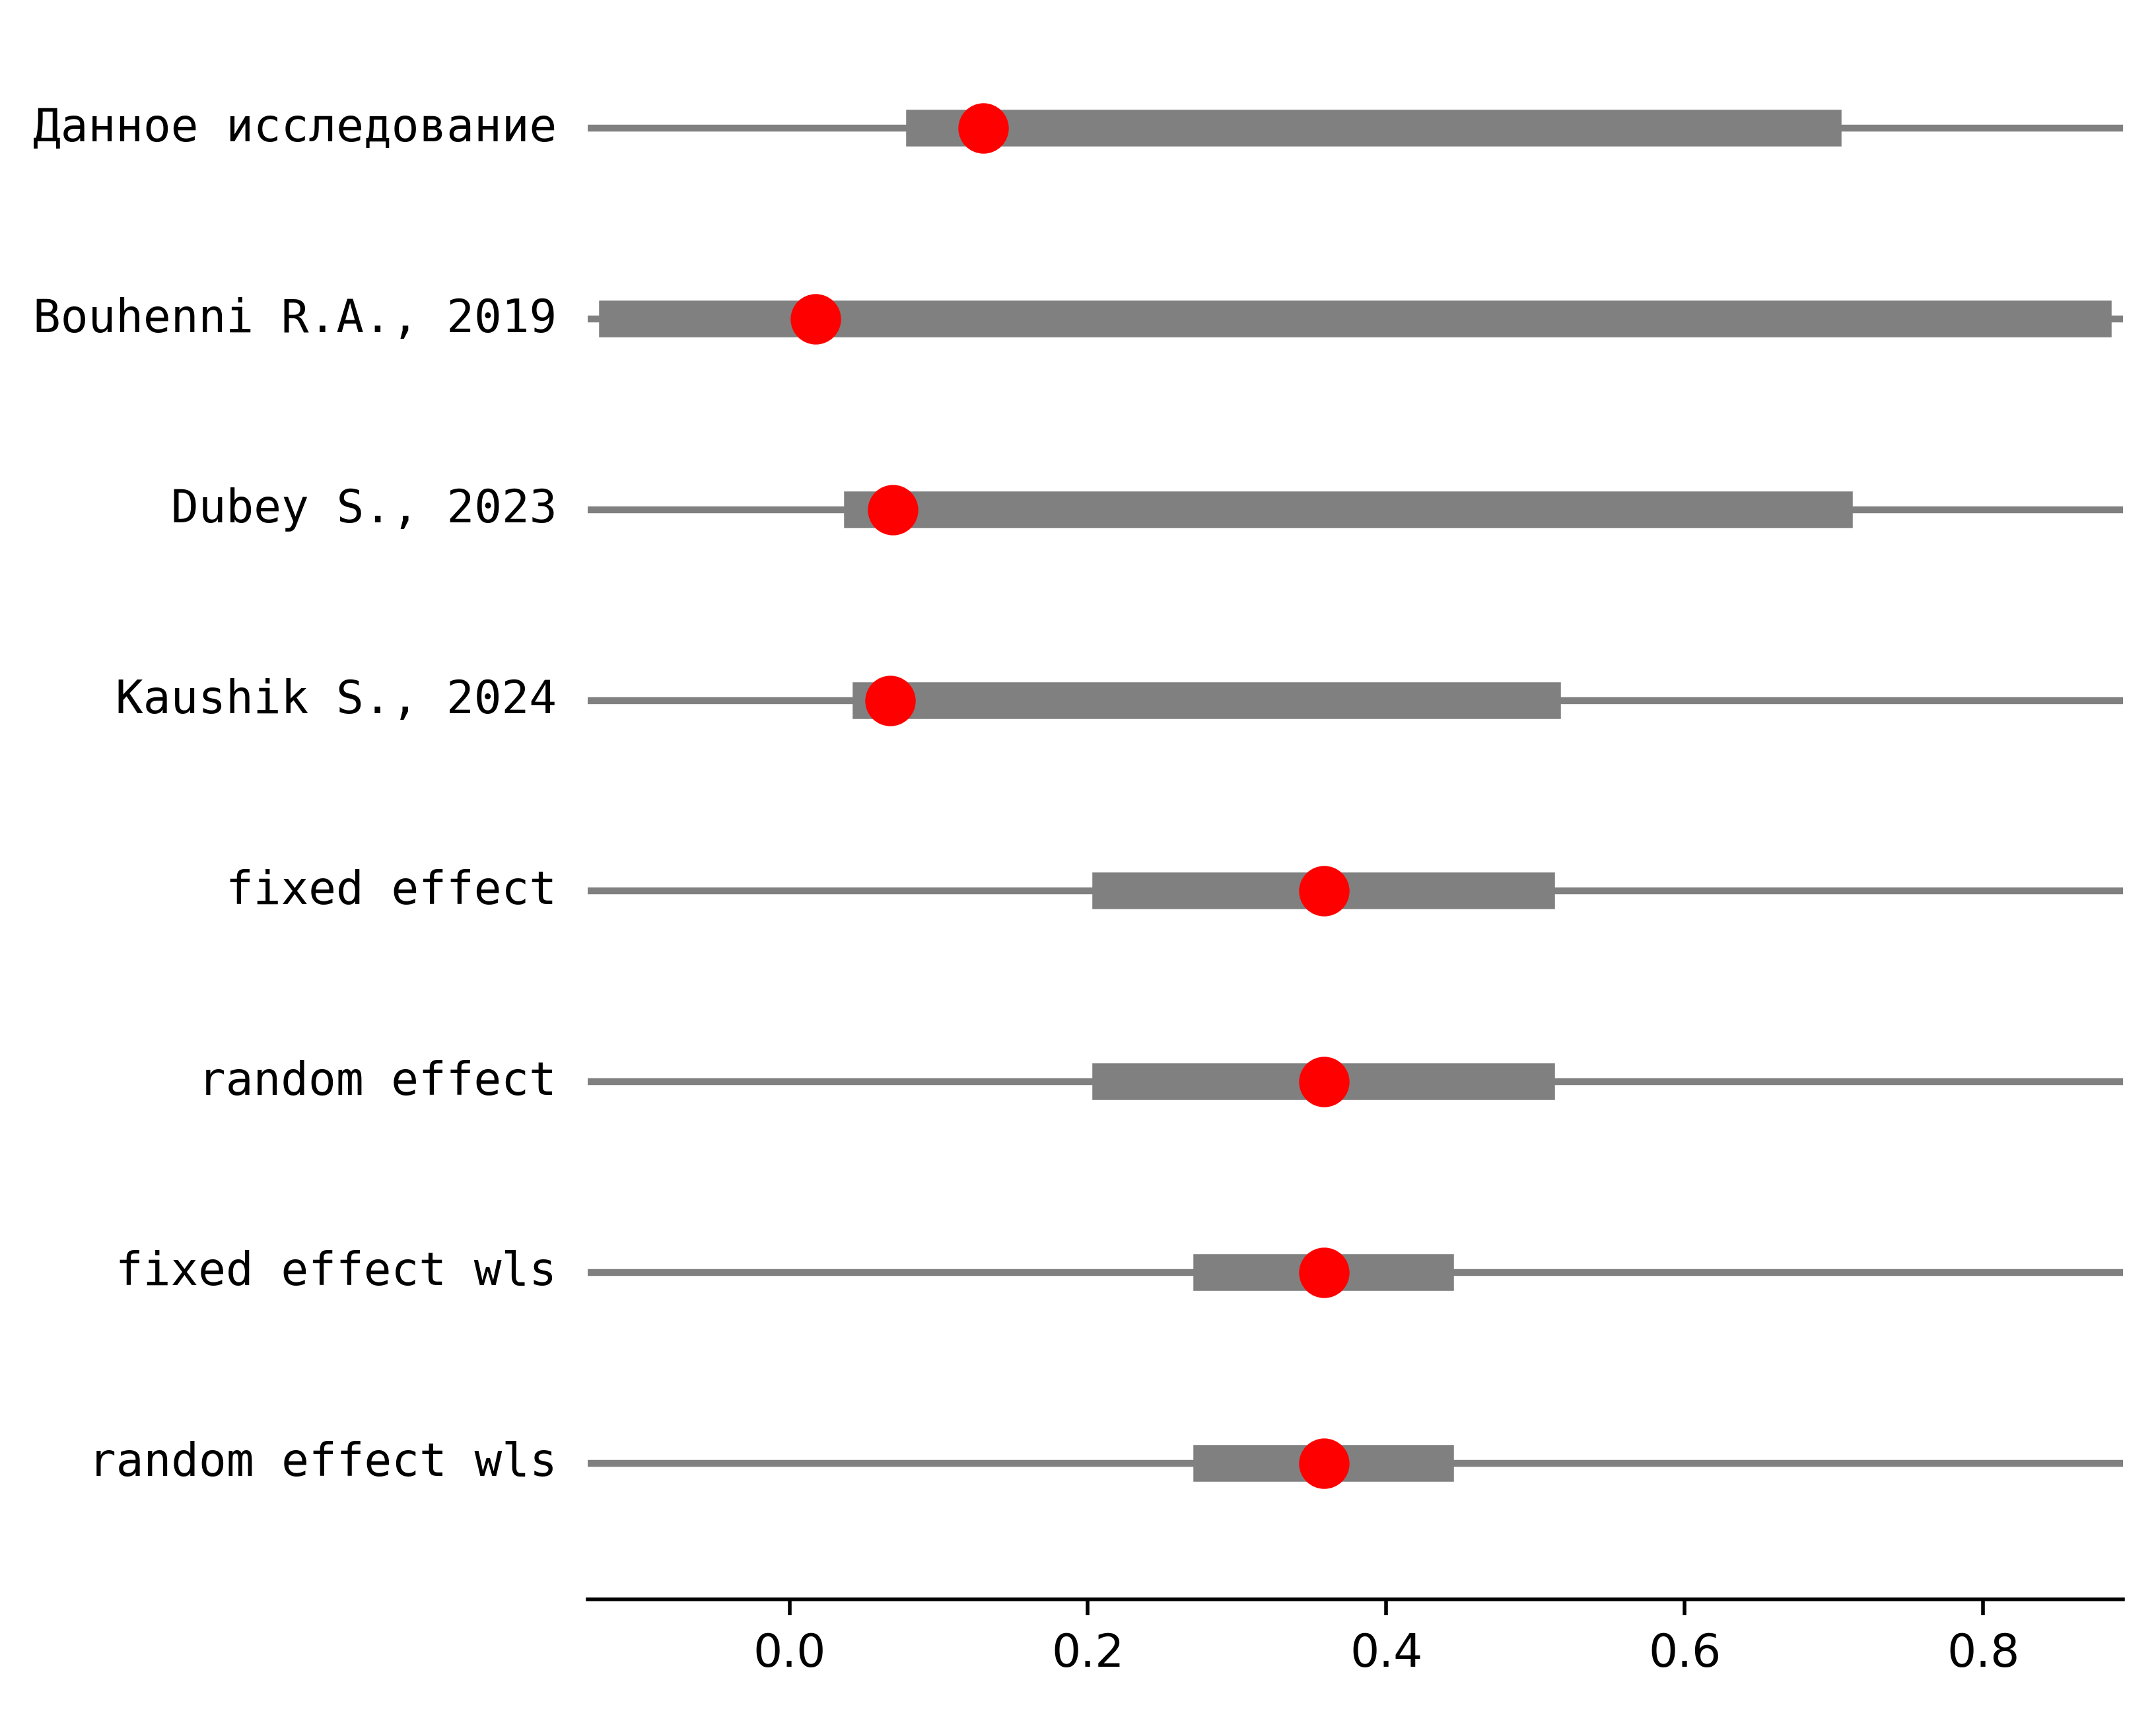 Данное исследование
Bouhenni R.A., 2019
Dubey S., 2023
Kaushik S., 2024
fixed effect
random effect
fixed effect wls
random effect wls
0.0 0.2 0.4 0.6 0.8